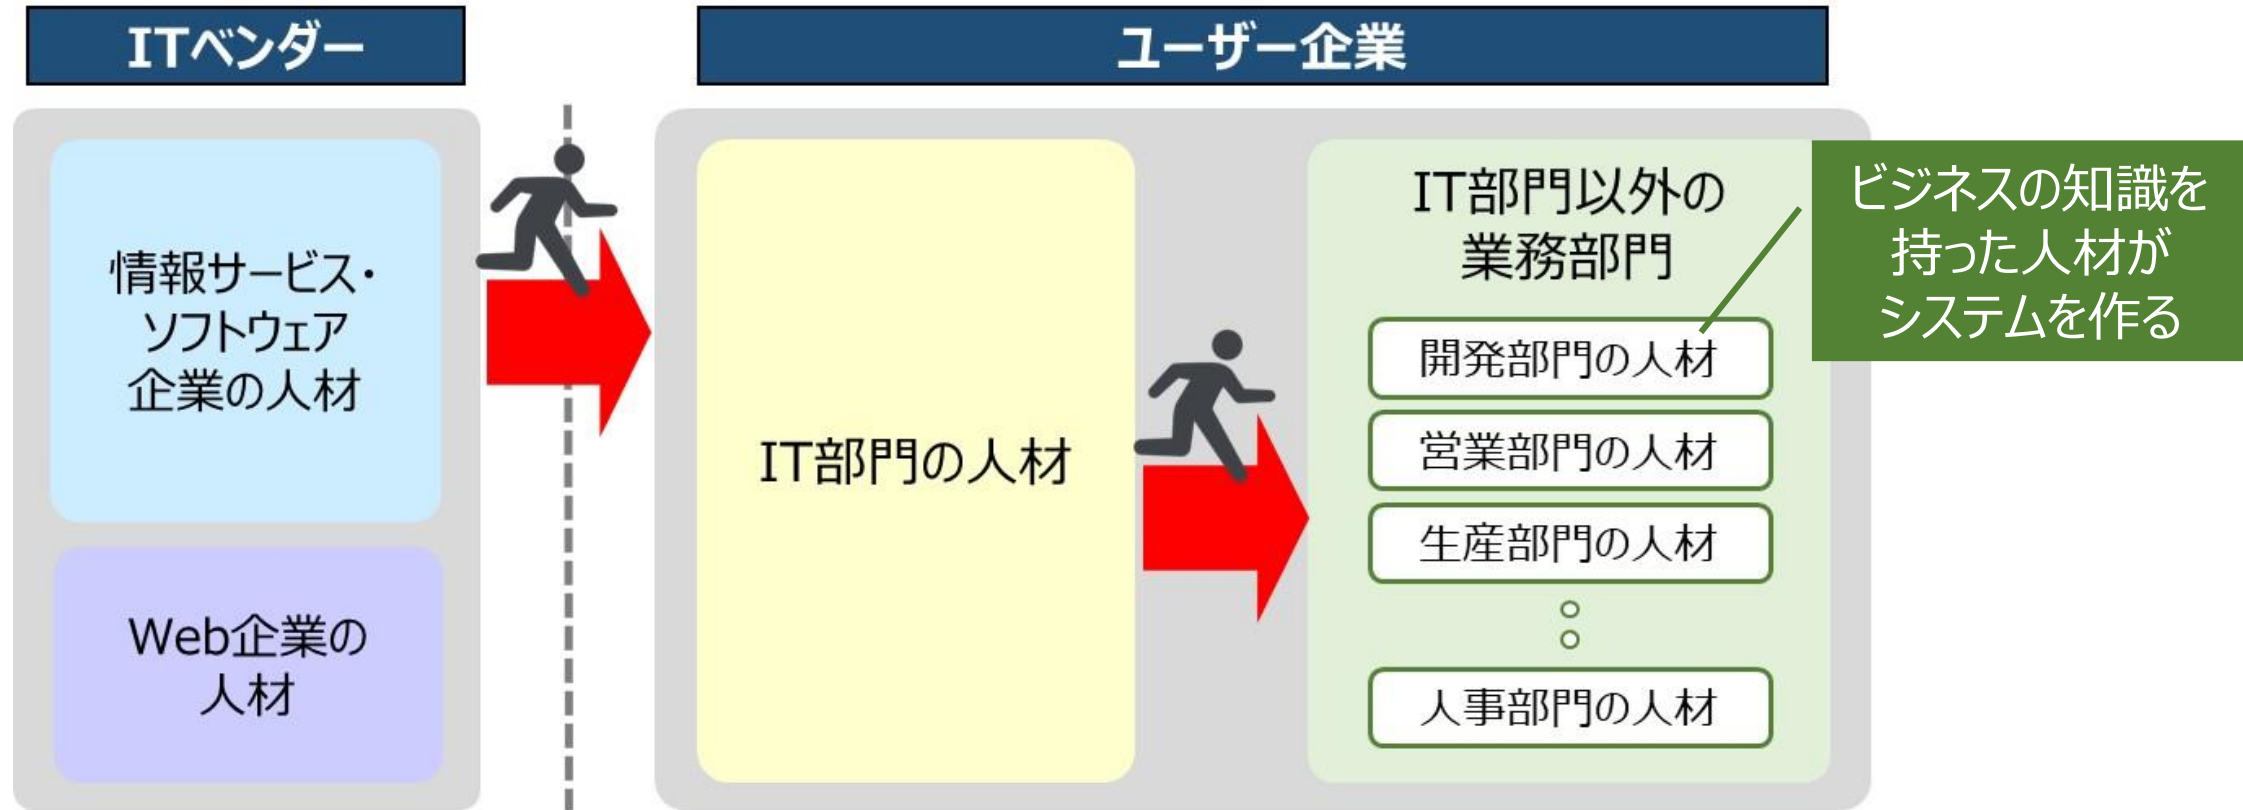 ITベンダー
ユーザー企業
情報サービス・
ソフトウェア
企業の人材
Web企業の
人材
IT部門の人材
IT部門以外の
業務部門
開発部門の人材
営業部門の人材
生産部門の人材
人事部門の人材
ビジネスの知識を
持った人材が
システムを作る